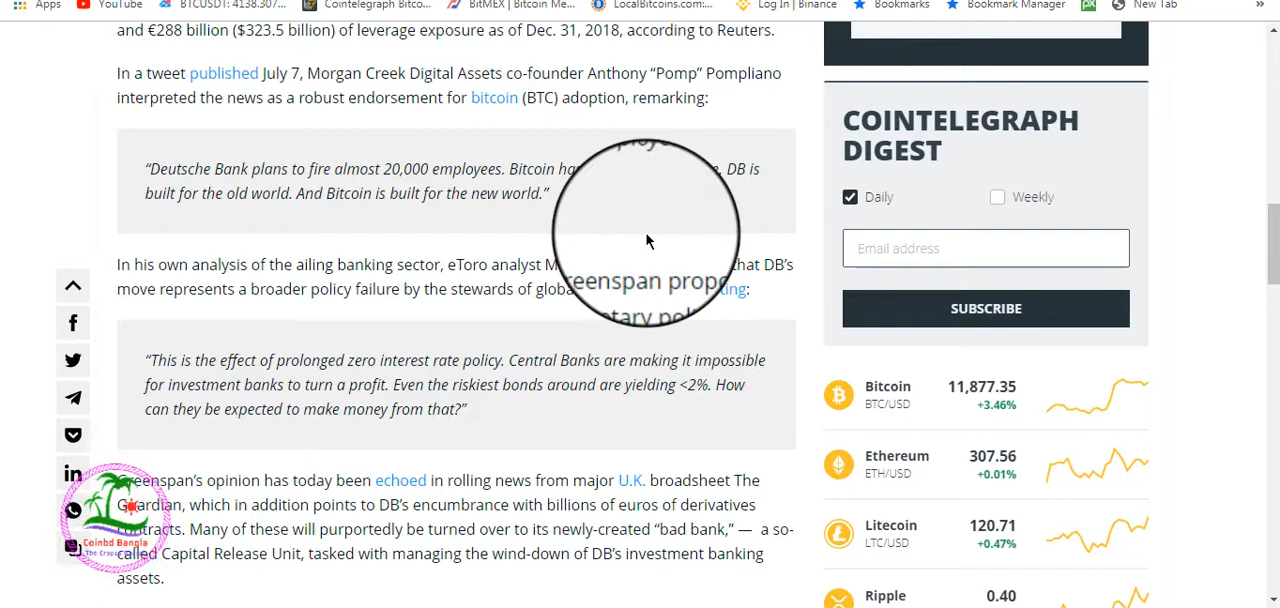 Apps YouTube BTCUSDT: 4138.307... Cointelegraph Bitco... BitMEX | Bitcoin Me... LocalBitcoins.com:... Log In | Binance Bookmarks Bookmark Manager New Tab »
and €288 billion ($323.5 billion) of leverage exposure as of Dec. 31, 2018, according to Reuters.
In a tweet published July 7, Morgan Creek Digital Assets co-founder Anthony “Pomp” Pompliano
interpreted the news as a robust endorsement for bitcoin (BTC) adoption, remarking:
“Deutsche Bank plans to fire almost 20,000 employees. Bitcoin DB is
built for the old world. And Bitcoin is built for the new world.”
In his own analysis of the ailing banking sector, eToro analyst that DB’s
reenspan
move represents a broader policy failure by the stewards of
“This is the effect of prolonged zero interest rate policy. Central Banks are making it impossible
for investment banks to turn a profit. Even the riskiest bonds around are yielding <2%. How
can they be expected to make money from that?”
Greenspan’s opinion has today been echoed in rolling news from major U.K. broadsheet The
Guardian, which in addition points to DB’s encumbrance with billions of euros of derivatives
contracts. Many of these will purportedly be turned over to its newly-created “bad bank,” — a so-
called Capital Release Unit, tasked with managing the wind-down of DB’s investment banking
assets.
Coinbd Bangla
COINTELEGRAPH
DIGEST
Daily Weekly
Email address
SUBSCRIBE
Bitcoin 11,877.35
BTC/USD +3.46%
Ethereum 307.56
ETH/USD +0.01%
Litecoin 120.71
LTC/USD +0.47%
Ripple 0.40